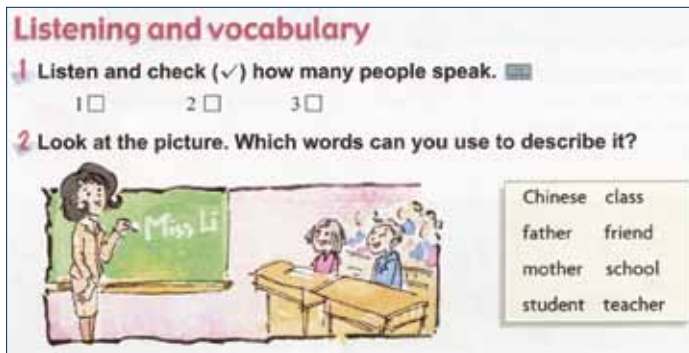 Listening and vocabulary
1 Listen and check (✓) how many people speak.
1 □ 2 □ 3 □
2 Look at the picture. Which words can you use to describe it?
Miss Li
Chinese class
father friend
mother school
student teacher